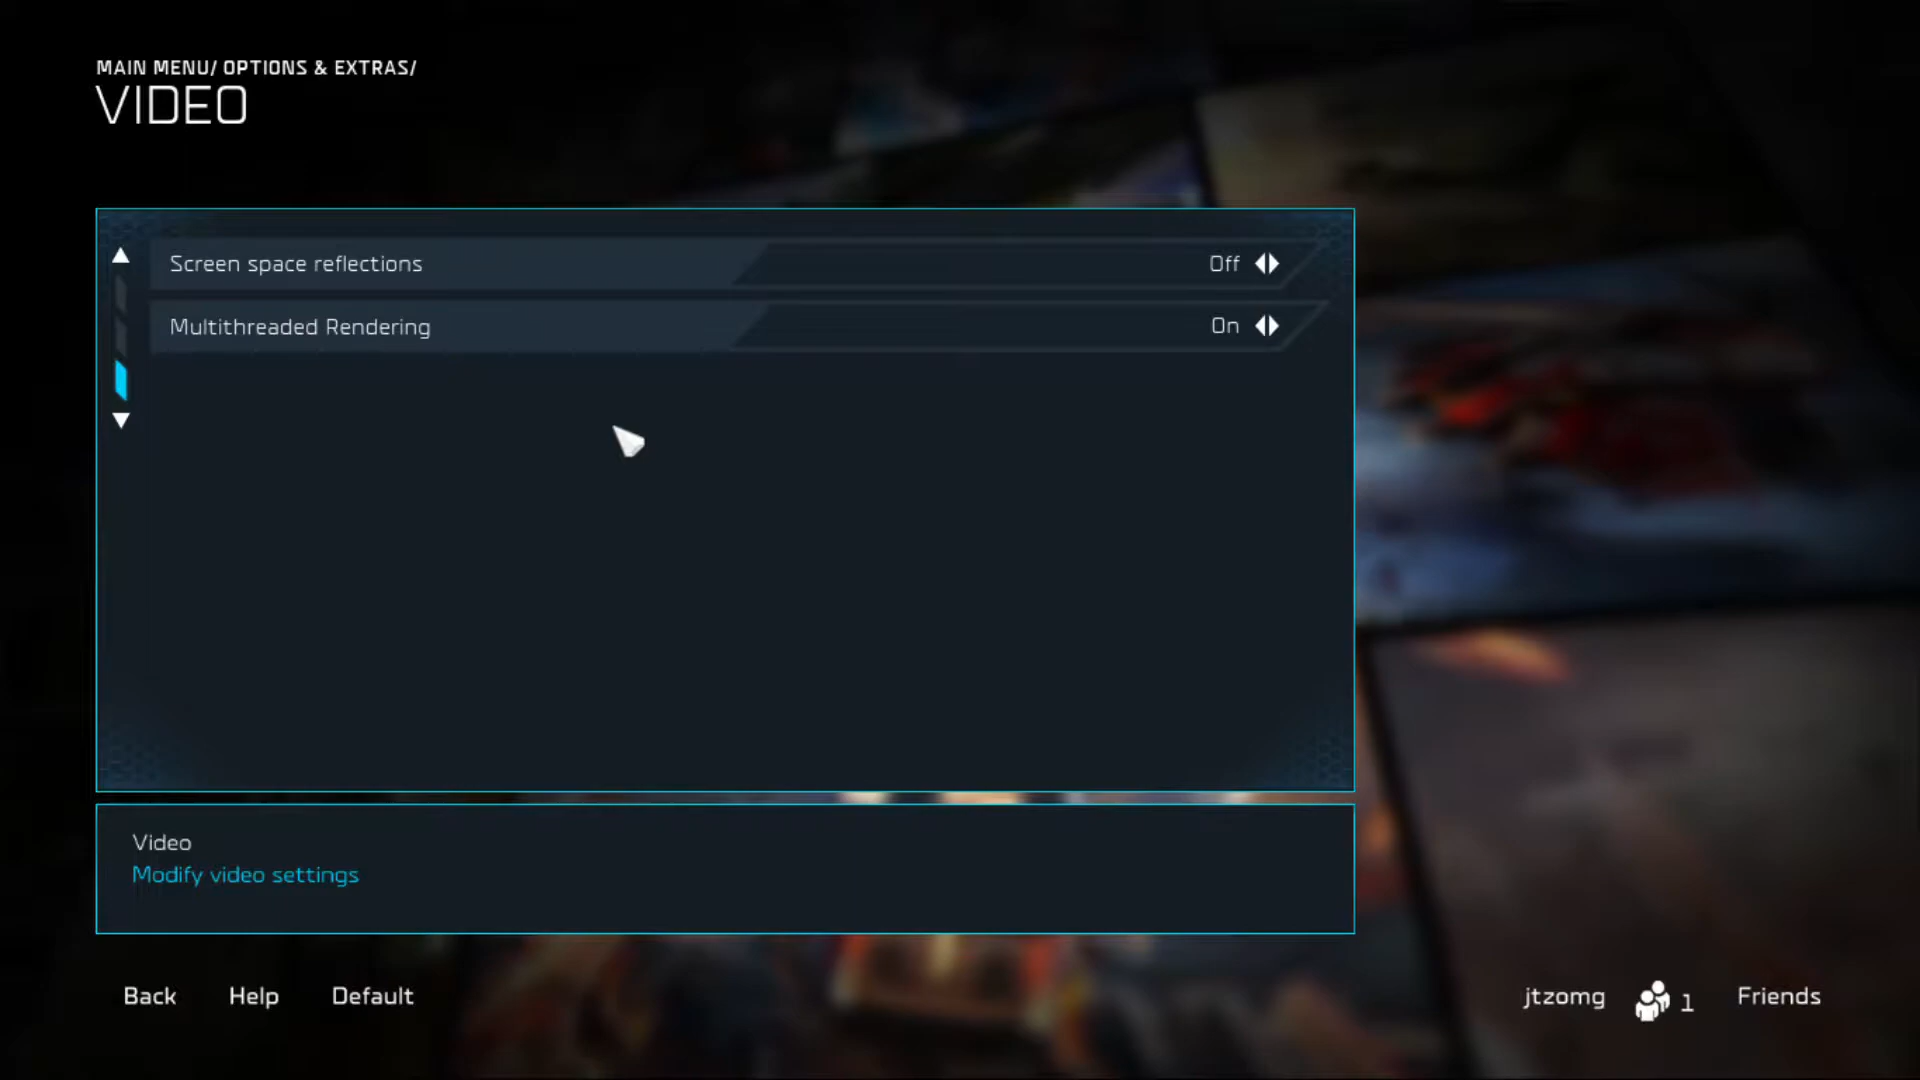 MAIN MENU/ OPTIONS & EXTRAS/
VIDEO
Screen space reflections Off
Multithreaded Rendering On
Video
Modify video settings
Back Help Default jtzomg 1 Friends